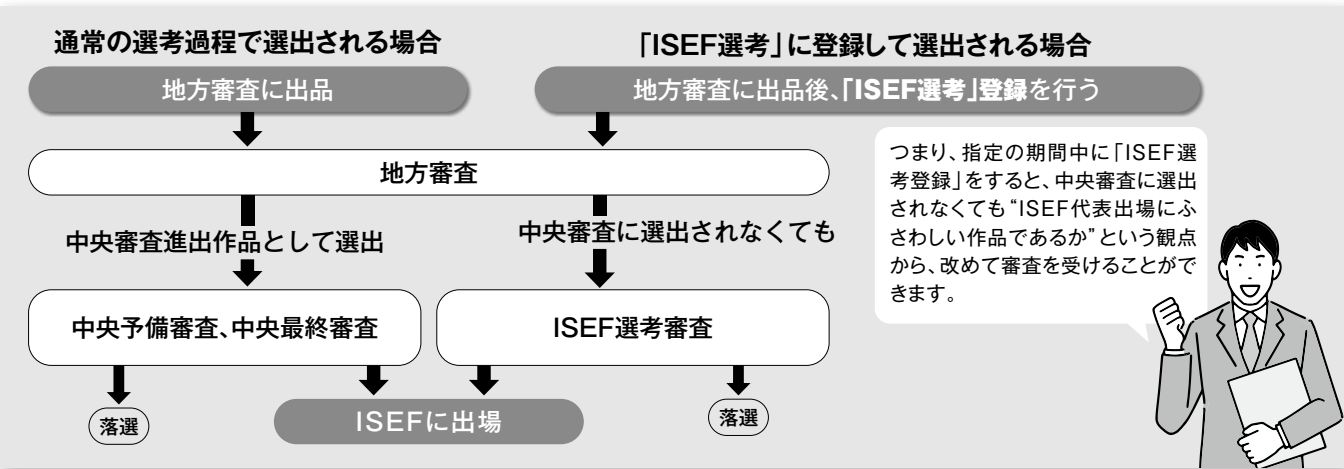 通常の選考過程で選出される場合
「ISEF選考」に登録して選出される場合
地方審査に出品
地方審査に出品後、「ISEF選考」登録を行う
地方審査
中央審査進出作品として選出
中央審査に選出されなくても
中央予備審査、中央最終審査
ISEF選考審査
落選
ISEFに出場
落選
つまり、指定の期間中に「ISEF選
考登録」をすると、中央審査に選出
されなくても“ISEF代表出場にふ
さわしい作品であるか”という観点
から、改めて審査を受けることがで
きます。